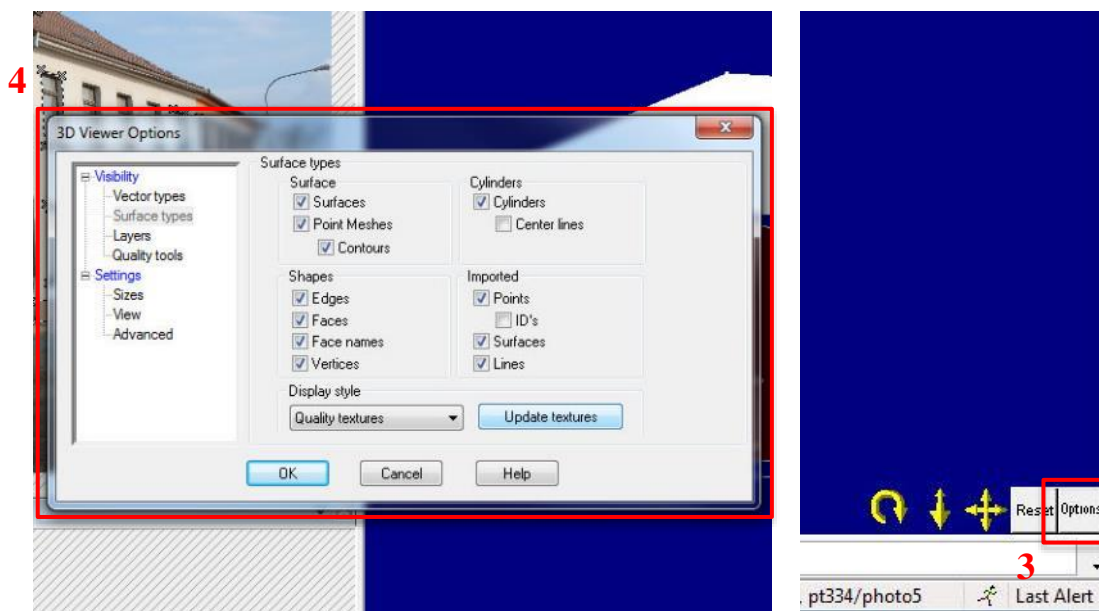 4
3D Viewer Options
Visibility
Vector types
Surface types
Layers
Quality tools
Settings
Sizes
View
Advanced
Surface types
Surface
Surfaces
Point Meshes
Contours
Cylinders
Cylinders
Center lines
Shapes
Edges
Faces
Face names
Vertices
Imported
Points
ID's
Surfaces
Lines
Display style
Quality textures
Update textures
OK
Cancel
Help
Reset
Options
3
pt334/photo5
Last Alert